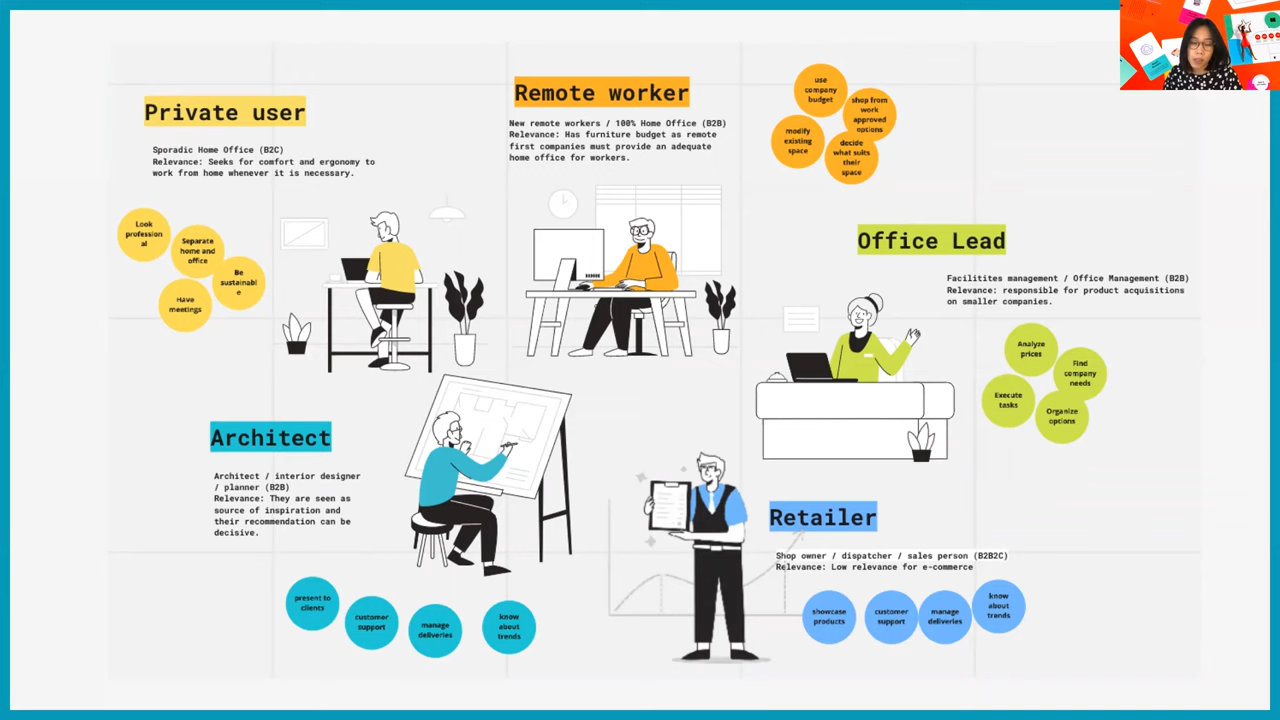 Private user
Sporadic Home Office (B2C)
Relevance: Seeks for comfort and ergonomy to
work from home whenever it is necessary.
Look
profession
al
Separate
home and
office
Be
sustainabl
e
Have
meetings
Remote worker
New remote workers / 100% Home Office (B2B)
Relevance: Has furniture budget as remote
first companies must provide an adequate
home office for workers.
use
company
budget
shop from
work
approved
options
modify
existing
space
decide
what suits
their
space
Office Lead
Facilitites management / Office Management (B2B)
Relevance: responsible for product acquisitions
on smaller companies.
Analyze
prices
Find
company
needs
Execute
tasks
Organize
options
Architect
Architect / interior designer
/ planner (B2B)
Relevance: They are seen as
source of inspiration and
their recommendation can be
decisive.
present to
clients
customer
support
manage
deliveries
know
about
trends
Retailer
Shop owner / dispatcher / sales person (B2B2C)
Relevance: Low relevance for e-commerce
showcase
products
customer
support
manage
deliveries
know
about
trands